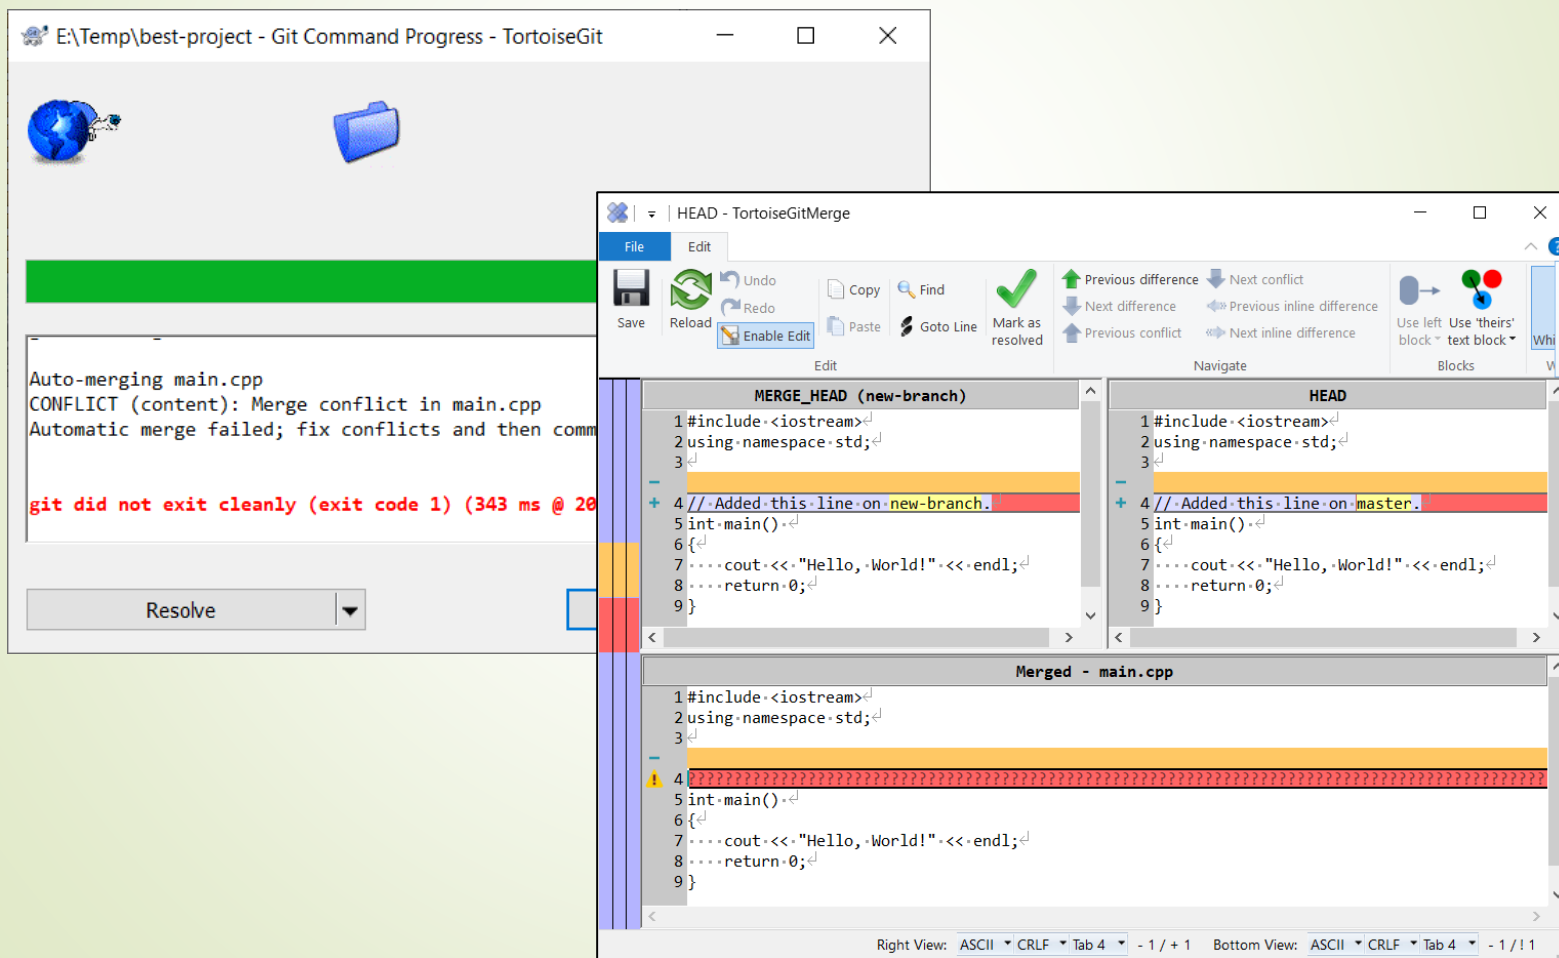 E:\Temp\best-project - Git Command Progress - TortoiseGit
Auto-merging main.cpp
CONFLICT (content): Merge conflict in main.cpp
Automatic merge failed; fix conflicts and then comm
git did not exit cleanly (exit code 1) (343 ms @ 20
Resolve
HEAD - TortoiseGitMerge
File Edit
Save
Reload
Undo
Redo
Enable Edit
Copy
Paste
Find
Goto Line
Mark as
resolved
Edit
Previous difference
Next difference
Previous conflict
Next conflict
Previous inline difference
Next inline difference
Navigate
Use left
block
Use 'theirs'
text block
Blocks
Whi
MERGE_HEAD (new-branch)
1 #include <iostream>
2 using namespace std;
3
4 // Added this line on new-branch.
5 int main()
6 {
7 cout << "Hello, World!" << endl;
8 return 0;
9 }
HEAD
1 #include <iostream>
2 using namespace std;
3
4 // Added this line on master.
5 int main()
6 {
7 cout << "Hello, World!" << endl;
8 return 0;
9 }
Merged - main.cpp
1 #include <iostream>
2 using namespace std;
3
4 ????????????????????????????????????????????????????????????????????????????????????????????
5 int main()
6 {
7 cout << "Hello, World!" << endl;
8 return 0;
9 }
Right View: ASCII CRLF Tab 4 - 1 / + 1 Bottom View: ASCII CRLF Tab 4 - 1 / ! 1